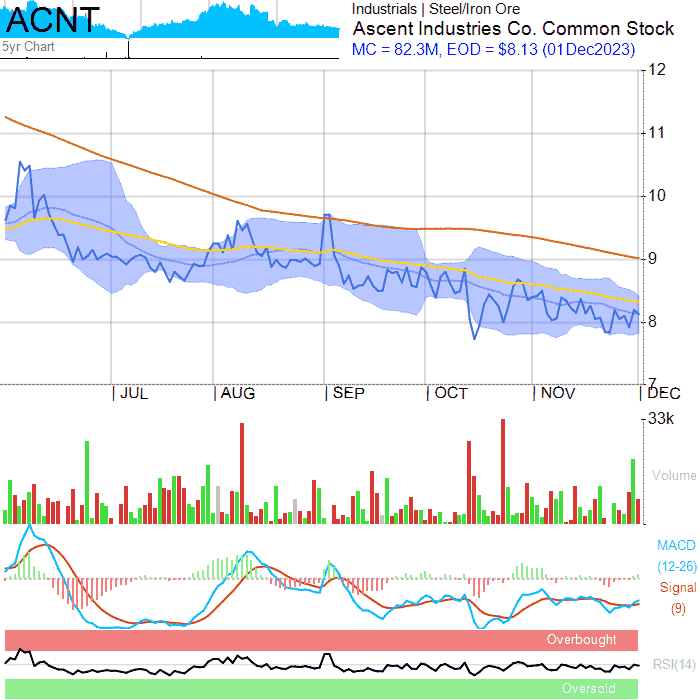 ACNT
5yr Chart
Industrials | Steel/Iron Ore
Ascent Industries Co. Common Stock
MC = 82.3M, EOD = $8.13 (01Dec2023)
12
11
10
9
8
7
JUL AUG SEP OCT NOV DEC
33k
Volume
MACD
(12-26)
Signal
(9)
Overbought
RSI(14)
Oversold